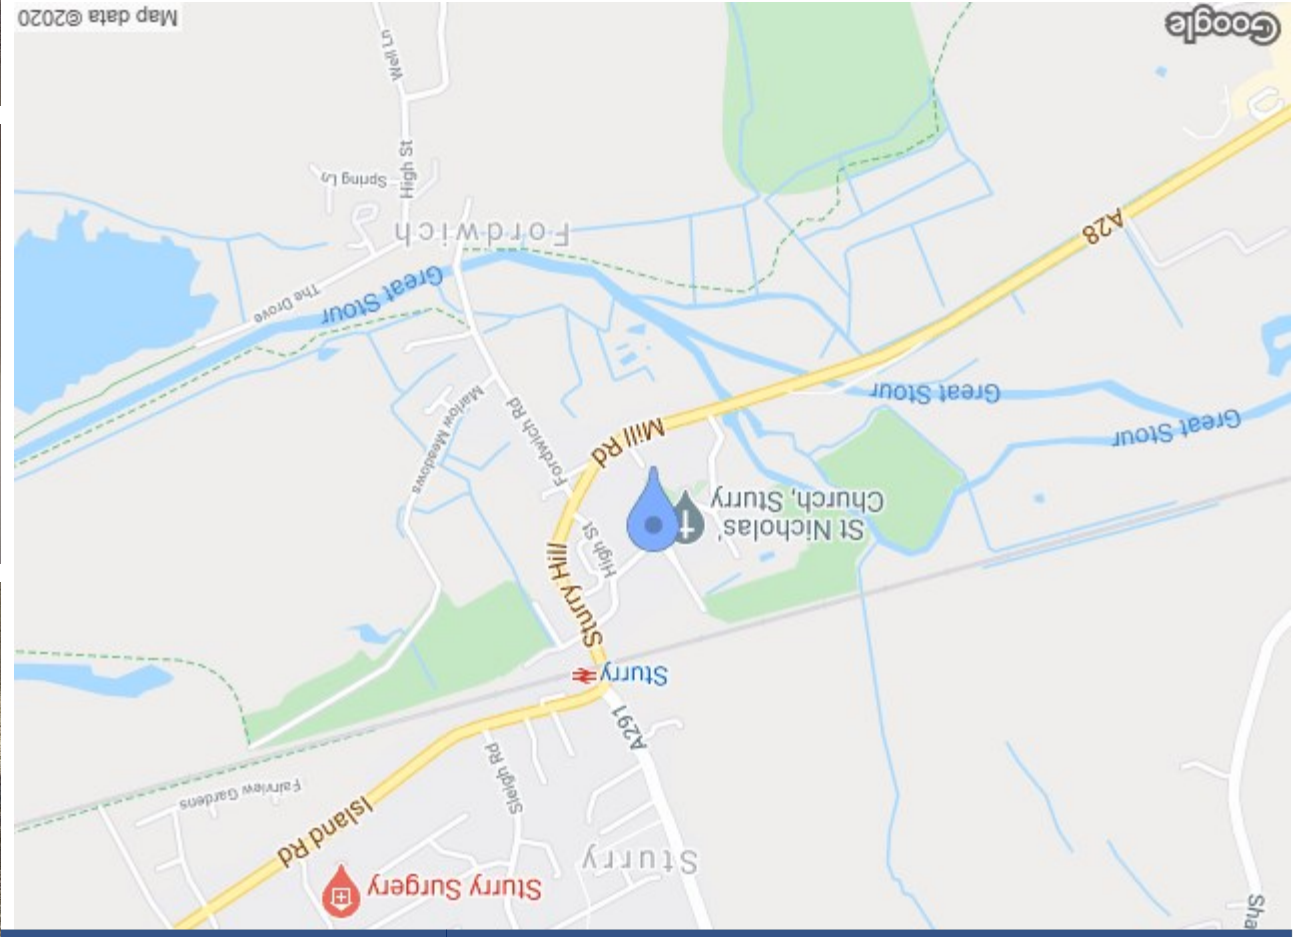 Sha
Sturry Surgery
Sturry
Island Rd
Fairview Gardens
Sleigh Rd
A291
Sturry
Sturry Hill
High St
St Nicholas'
Church, Sturry
Marlow Meadows
Fordwich Rd
Mill Rd
Great Stour
Great Stour
The Drove
Great Stour
Fordwich
A28
Spring Ln
High St
Well Ln
Google
Map data ©2020